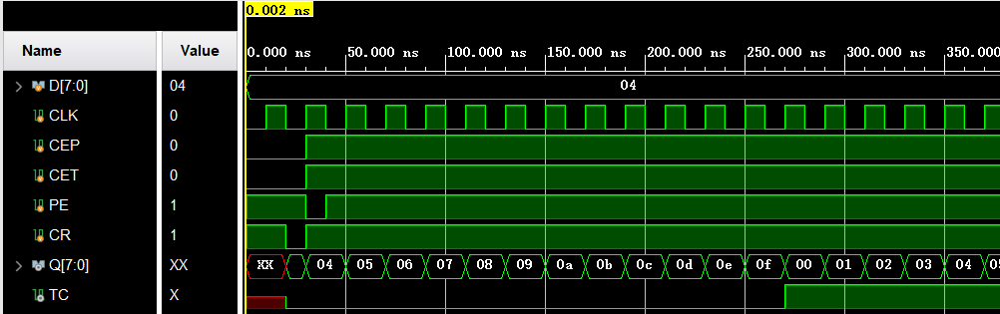 0.002 ns
Name Value
0.000 ns 50.000 ns 100.000 ns 150.000 ns 200.000 ns 250.000 ns 300.000 ns 350.000
D[7:0] 04 04
CLK 0
CEP 0
CET 0
PE 1
CR 1
Q[7:0] XX XX 04 05 06 07 08 09 0a 0b 0c 0d 0e 0f 00 01 02 03 04 05
TC X